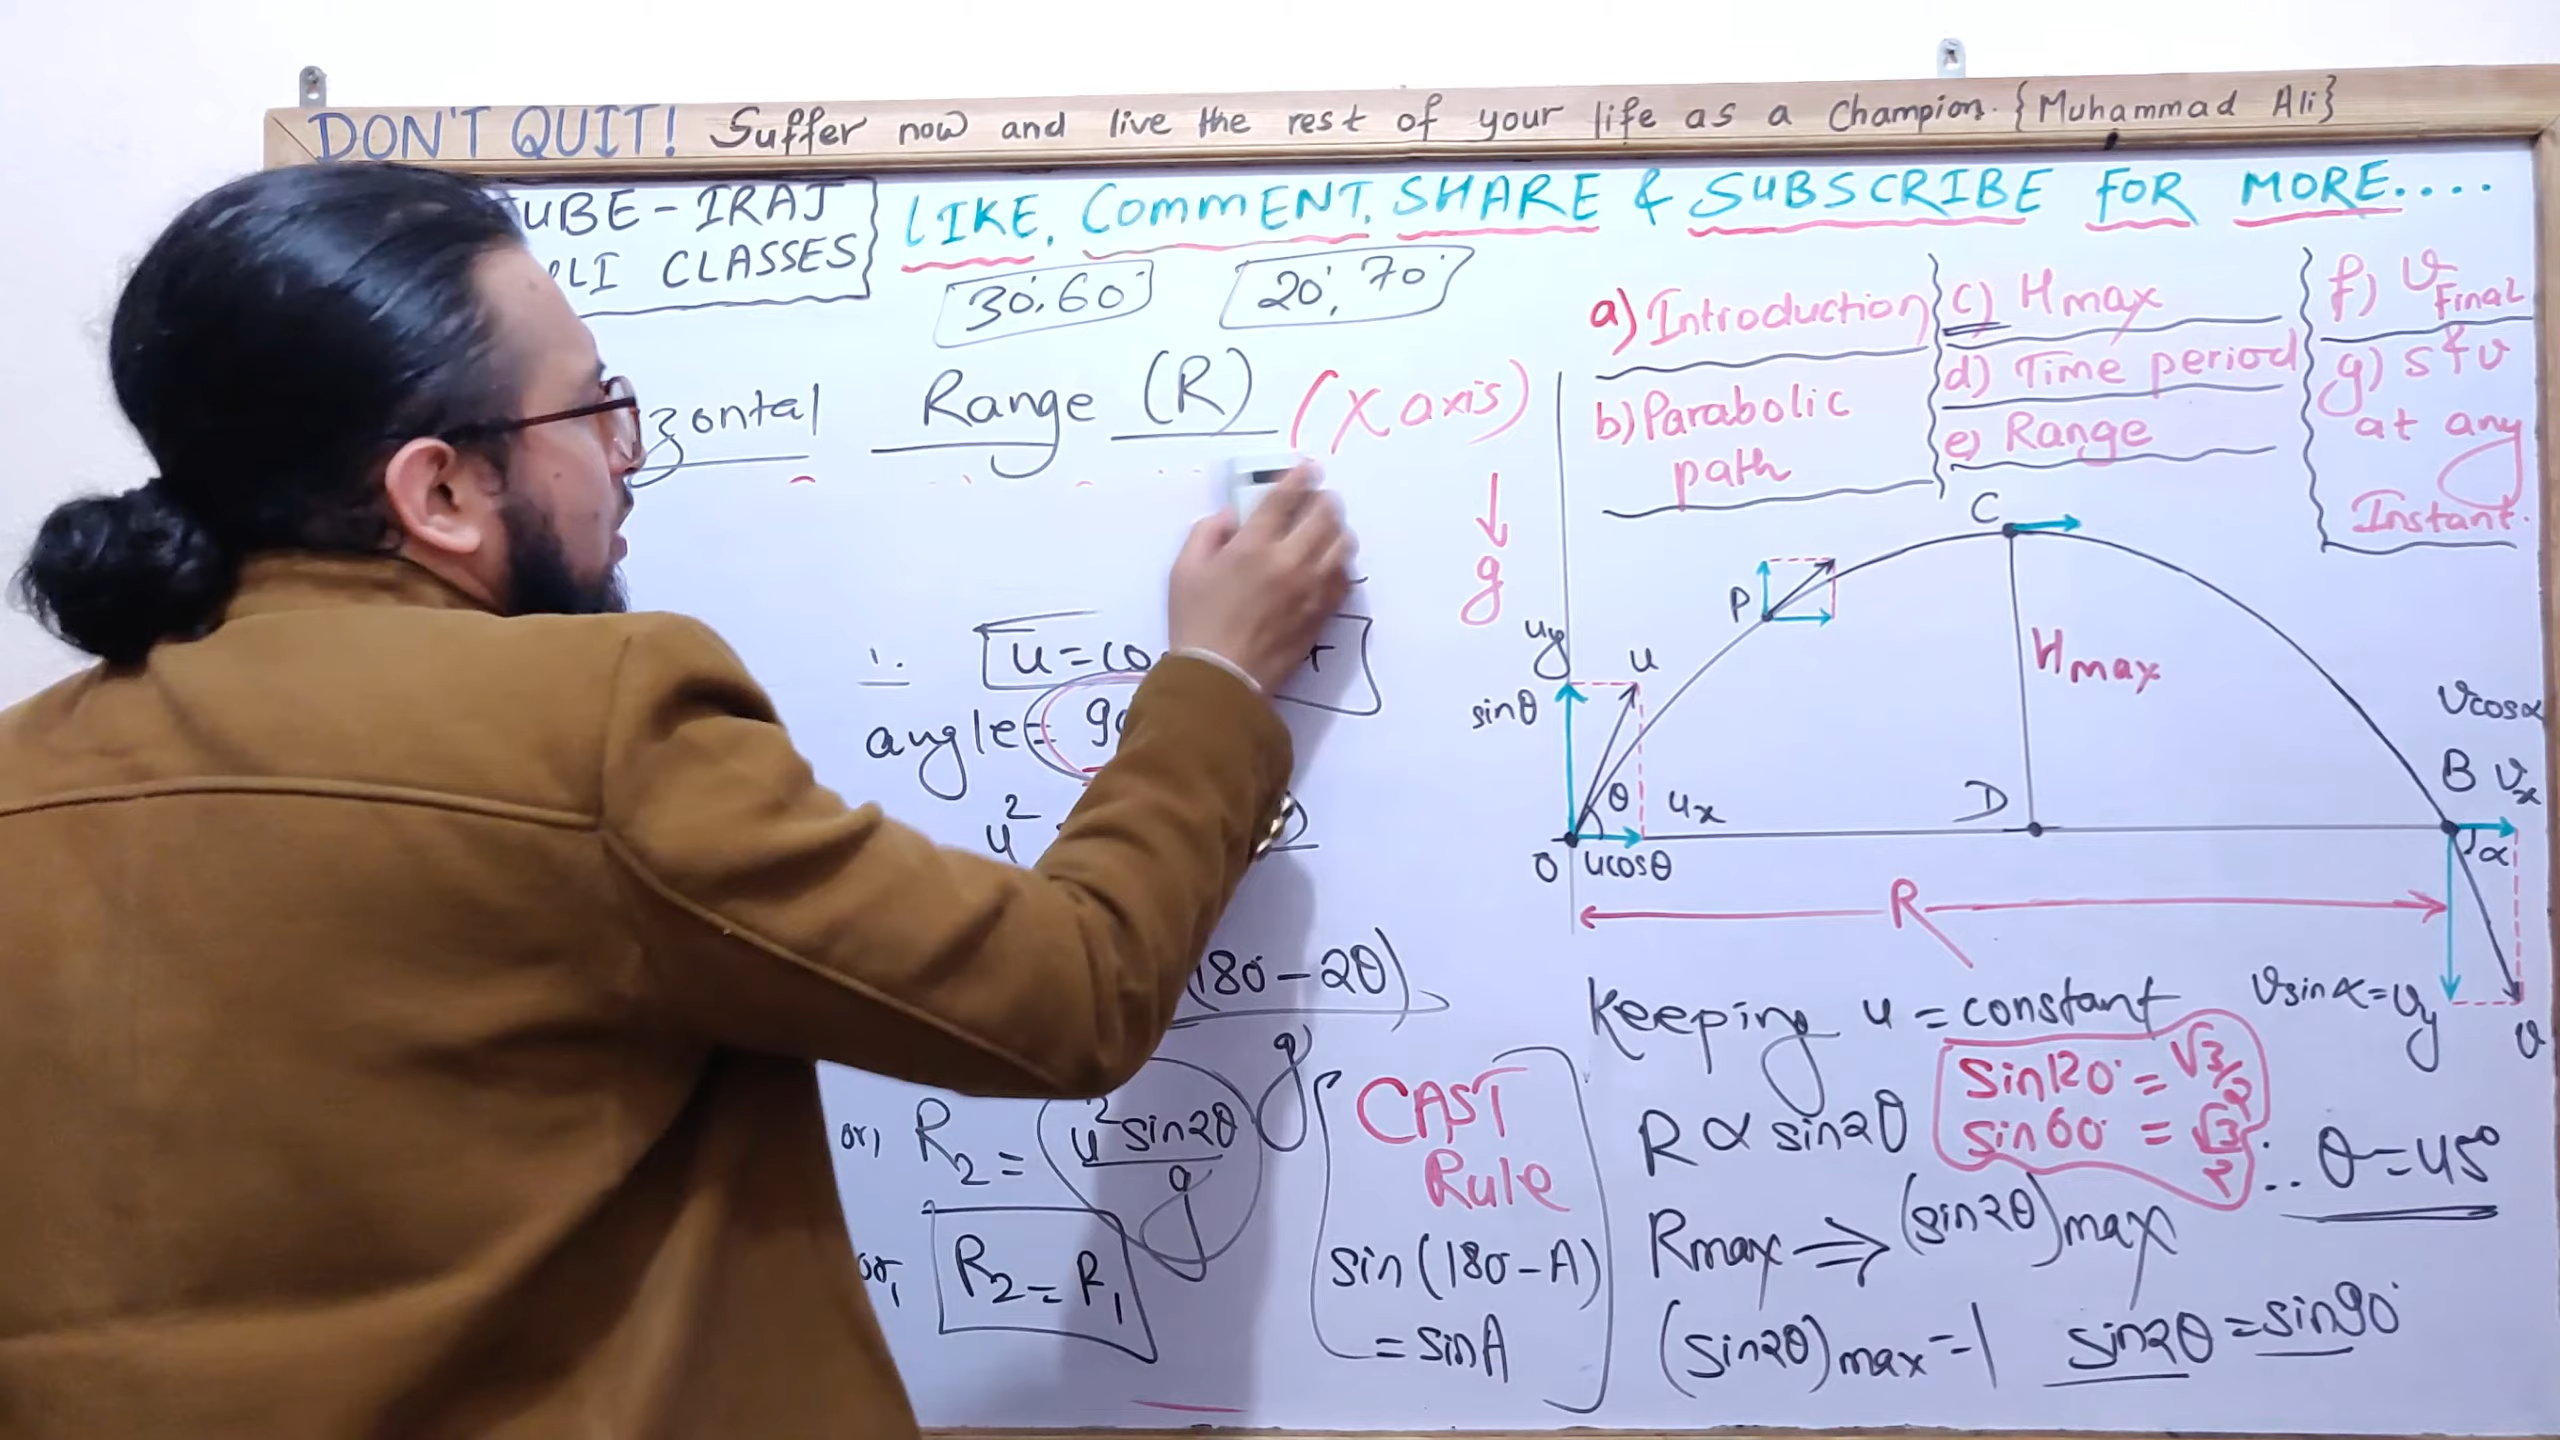 DON'T QUIT! Suffer now and live the rest of your life as a Champion. {Muhammad Ali}
UBE-IRAJ
LI CLASSES
LIKE, COMMENT, SHARE & SUBSCRIBE FOR MORE....
30°,60°
20°,70°
zontal Range (R) (X axis)
↓
g
a) Introduction
b) Parabolic
path
c) Hmax
d) Time period
e) Range
f) vFinal
g) s & v
at any
Instant.
∴ u=co
angle= 90
u²
(180-2θ)
g
or, R₂ = u²sin2θ/g
or, R₂ = R₁
CAST
Rule
sin(180-A)
= sinA
C
P
uy
u
sinθ
θ
ux
O
ucosθ
Hmax
D
vcosα
B vx
α
R
vsinα=vy
v
Keeping u = constant
R ∝ sin2θ
sin120° = √3/2
sin60° = √3/2
∴ θ=45°
Rmax ⇒ (sin2θ)max
(sin2θ)max=1 sin2θ = sin90°